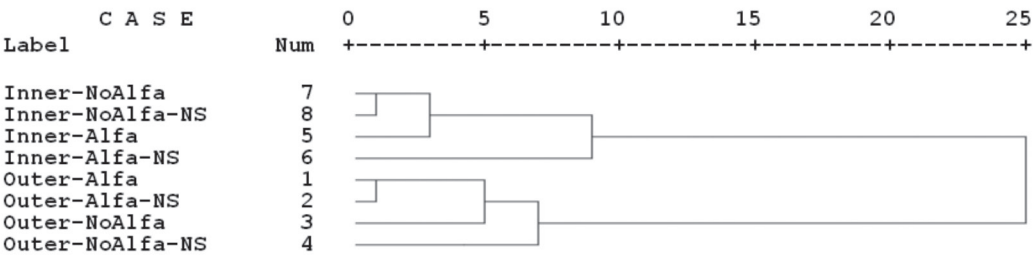 C A S E 0 5 10 15 20 25
Label Num +---------+---------+---------+---------+---------+
Inner-NoAlfa 7
Inner-NoAlfa-NS 8
Inner-Alfa 5
Inner-Alfa-NS 6
Outer-Alfa 1
Outer-Alfa-NS 2
Outer-NoAlfa 3
Outer-NoAlfa-NS 4